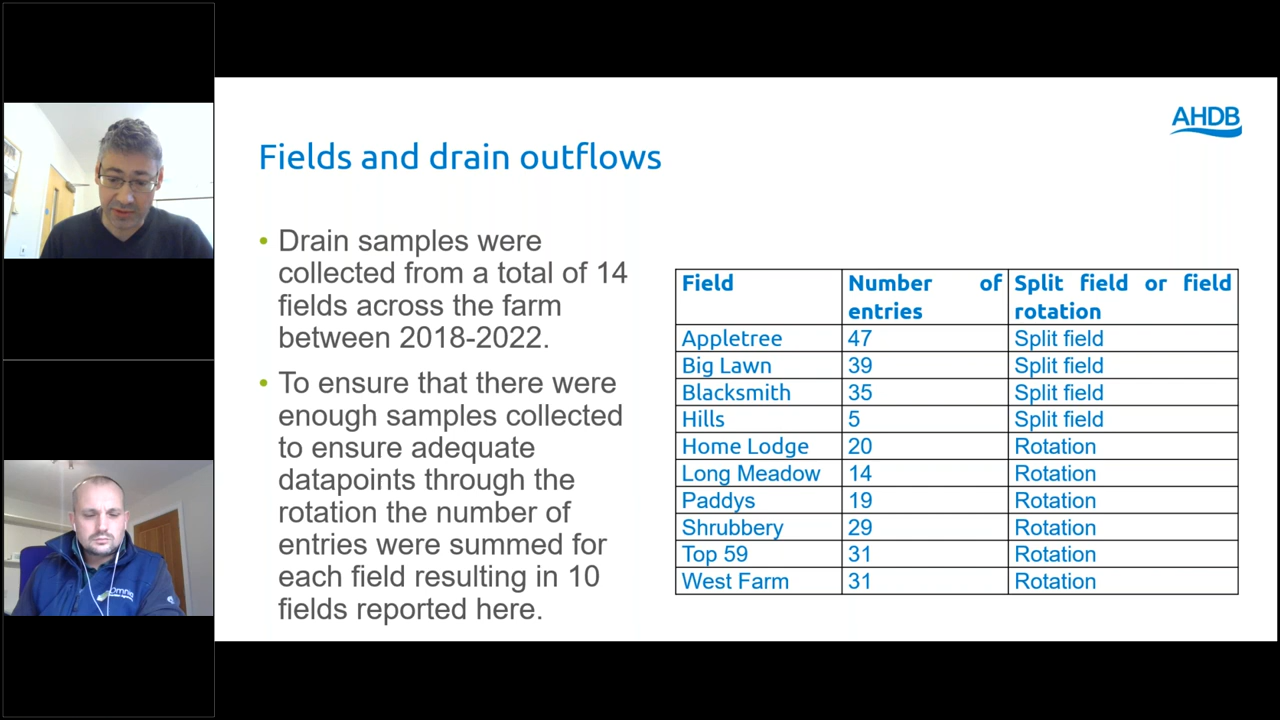 AHDB
Fields and drain outflows
• Drain samples were
collected from a total of 14
fields across the farm
between 2018-2022.
• To ensure that there were
enough samples collected
to ensure adequate
datapoints through the
rotation the number of
entries were summed for
each field resulting in 10
fields reported here.
Field Number of entries Split field or field rotation
Appletree 47 Split field
Big Lawn 39 Split field
Blacksmith 35 Split field
Hills 5 Split field
Home Lodge 20 Rotation
Long Meadow 14 Rotation
Paddys 19 Rotation
Shrubbery 29 Rotation
Top 59 31 Rotation
West Farm 31 Rotation
Omnia